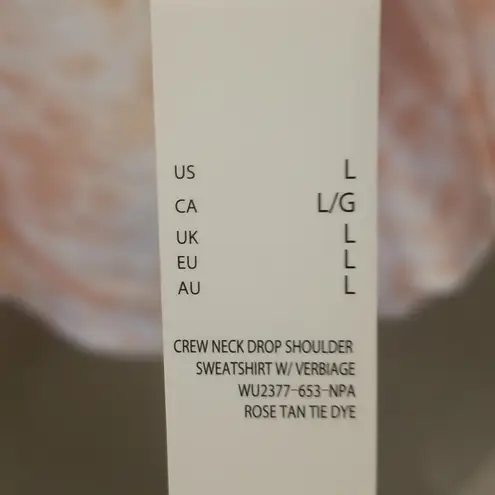 US L
CA L/G
UK L
EU L
AU L
CREW NECK DROP SHOULDER
SWEATSHIRT W/ VERBIAGE
WU2377-653-NPA
ROSE TAN TIE DYE